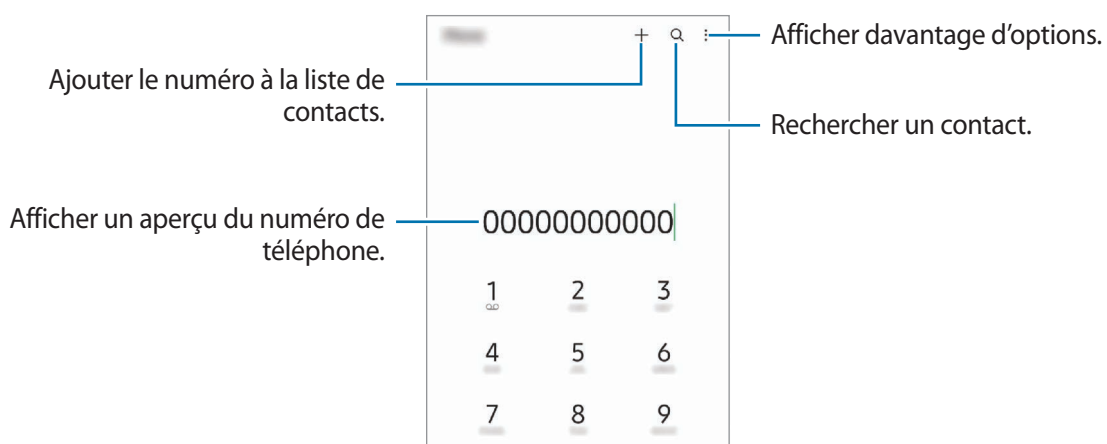 Afficher davantage d'options.
Ajouter le numéro à la liste de
contacts.
Rechercher un contact.
Afficher un aperçu du numéro de
téléphone.
00000000000
1 2 3
4 5 6
7 8 9